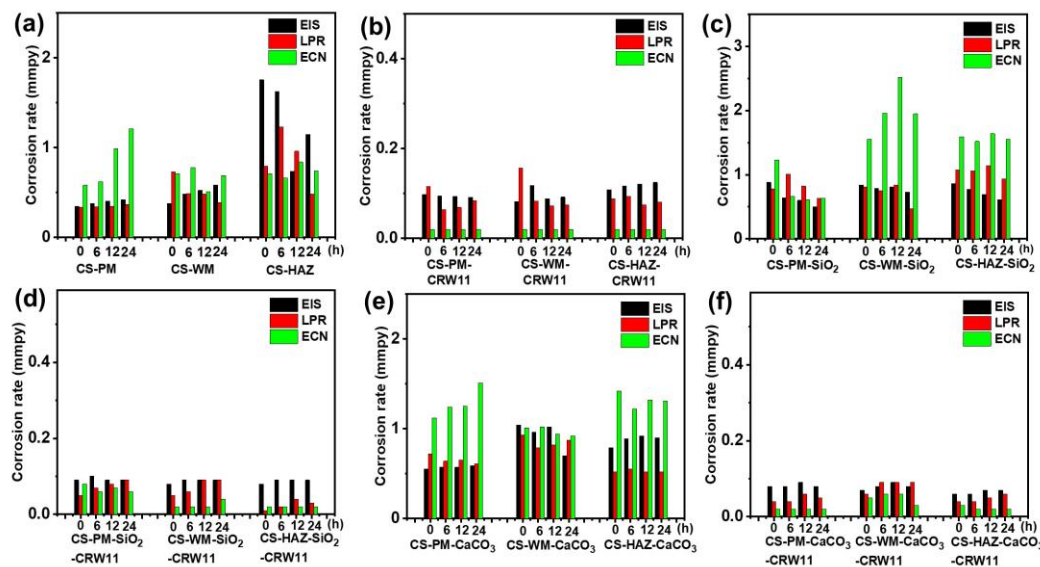 (a)
EIS
LPR
ECN
Corrosion rate (mmpy)
2
1
0
0 6 12 24 0 6 12 24 0 6 12 24 (h)
CS-PM CS-WM CS-HAZ
(b)
EIS
LPR
ECN
Corrosion rate (mmpy)
0.4
0.2
0.0
0 6 12 24 0 6 12 24 0 6 12 24 (h)
CS-PM- CS-WM- CS-HAZ-
CRW11 CRW11 CRW11
(c)
EIS
LPR
ECN
Corrosion rate (mmpy)
3
2
1
0
0 6 12 24 0 6 12 24 0 6 12 24 (h)
CS-PM-SiO₂ CS-WM-SiO₂ CS-HAZ-SiO₂
(d)
EIS
LPR
ECN
Corrosion rate (mmpy)
0.4
0.2
0.0
0 6 12 24 0 6 12 24 0 6 12 24 (h)
CS-PM-SiO₂ CS-WM-SiO₂ CS-HAZ-SiO₂
-CRW11 -CRW11 -CRW11
(e)
EIS
LPR
ECN
Corrosion rate (mmpy)
2
1
0
0 6 12 24 0 6 12 24 0 6 12 24 (h)
CS-PM-CaCO₃ CS-WM-CaCO₃ CS-HAZ-CaCO₃
(f)
EIS
LPR
ECN
Corrosion rate (mmpy)
0.4
0.2
0.0
0 6 12 24 0 6 12 24 0 6 12 24 (h)
CS-PM-CaCO₃ CS-WM-CaCO₃ CS-HAZ-CaCO₃
-CRW11 -CRW11 -CRW11